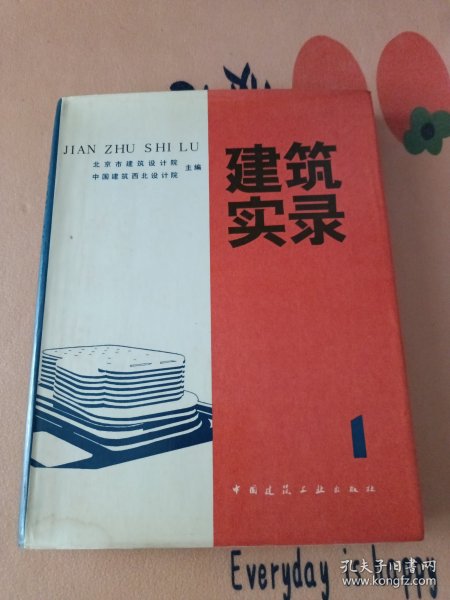 JIAN ZHU SHI LU
北京市建筑设计院
中国建筑西北设计院
主编
建筑
实录
1
中国建筑工业出版社
Everyday is happy
孔夫子旧书网
www.kongfz.com